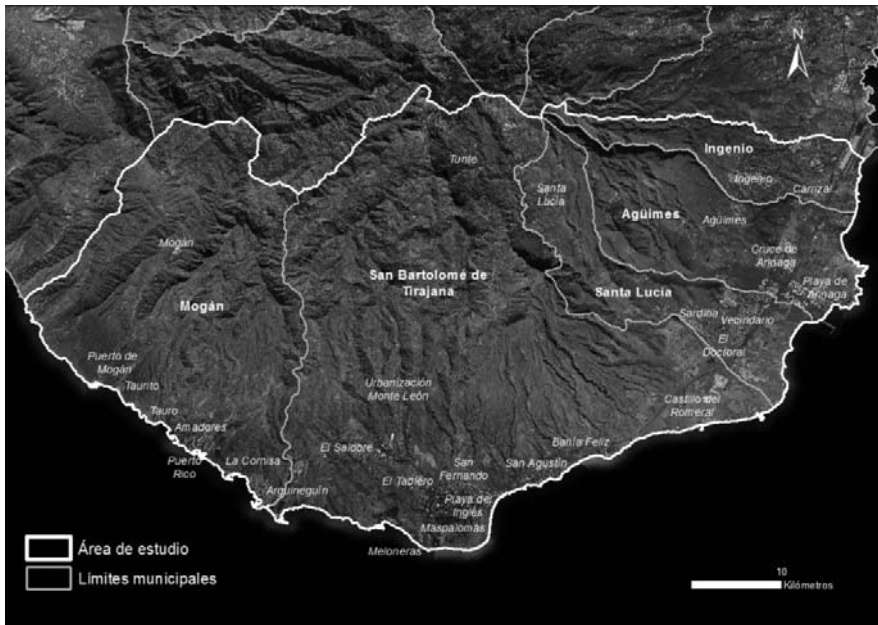 N
Ingenio
Tunte
Ingenio
Carrizal
Santa
Lucía
Agüimes
Agüimes
Mogán
Cruce de
Arinaga
San Bartolomé de
Tirajana
Playa de
Arinaga
Santa Lucía
Mogán
Sardina
Vecindario
El
Doctoral
Puerto de
Mogán
Taurito
Urbanización
Monte León
Castillo del
Romeral
Tauro
Amadores
Bahía Feliz
El Salobre
Puerto
Rico
La Cornisa
San
Fernando
San Agustín
El Tablero
Arguineguín
Playa del
Inglés
Maspalomas
Meloneras
Área de estudio
Límites municipales
10
Kilómetros